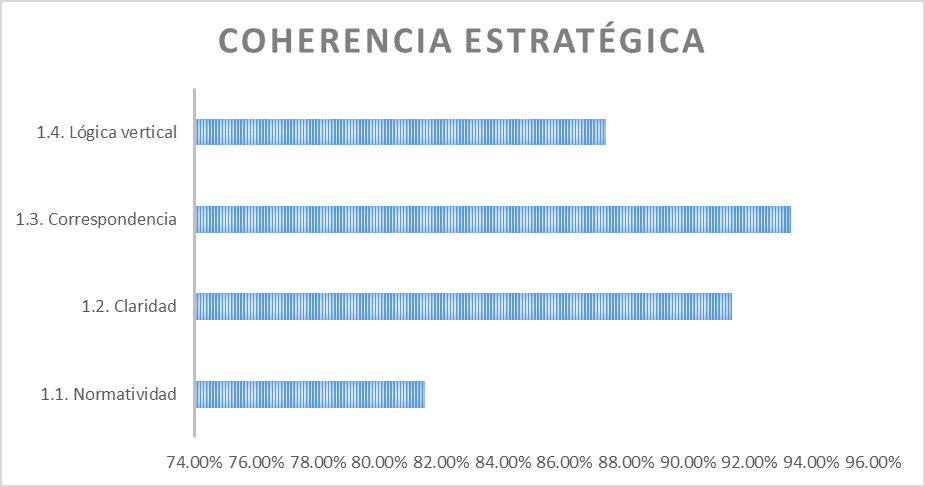 COHERENCIA ESTRATÉGICA
1.4. Lógica vertical
1.3. Correspondencia
1.2. Claridad
1.1. Normatividad
74.00% 76.00% 78.00% 80.00% 82.00% 84.00% 86.00% 88.00% 90.00% 92.00% 94.00% 96.00%